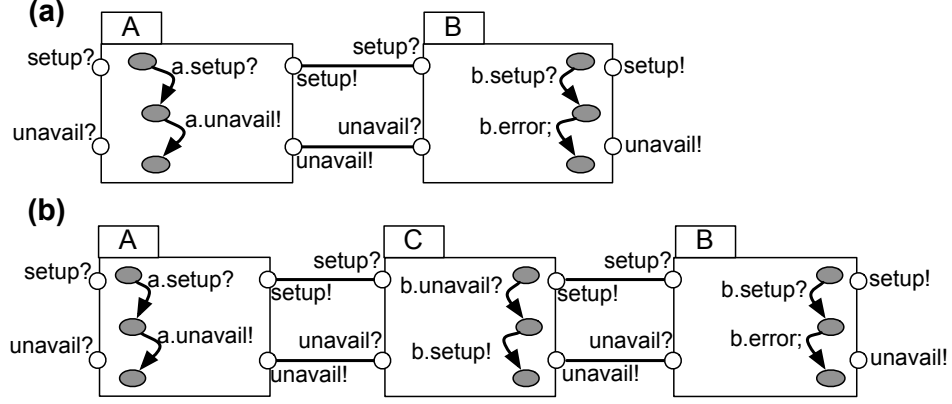 (a)
A
B
setup?
a.setup?
setup!
setup?
b.setup?
setup!
unavail?
a.unavail!
unavail!
unavail?
b.error;
unavail!
(b)
A
C
B
setup?
a.setup?
setup!
setup?
b.unavail?
setup!
setup?
b.setup?
setup!
unavail?
a.unavail!
unavail!
unavail?
b.setup!
unavail!
unavail?
b.error;
unavail!